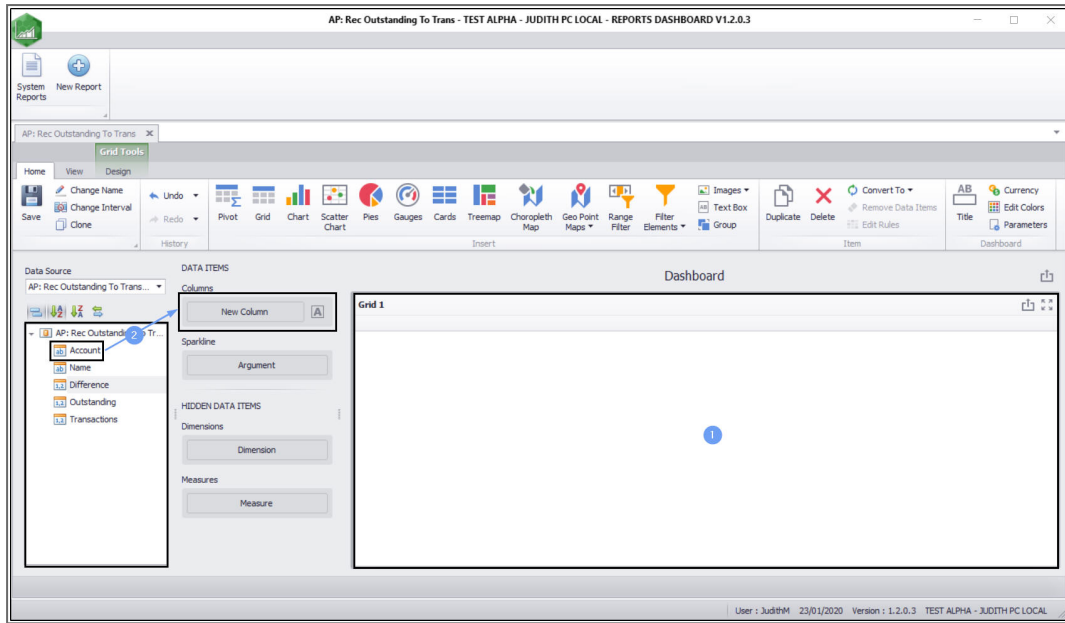 AP: Rec Outstanding To Trans - TEST ALPHA - JUDITH PC LOCAL - REPORTS DASHBOARD V1.2.0.3
System Reports
New Report
AP: Rec Outstanding To Trans
Grid Tools
Home View Design
Save
Change Name
Change Interval
Clone
Undo
Redo
History
Pivot
Grid
Chart
Scatter Chart
Pies
Gauges
Cards
Treemap
Choropleth Map
Geo Point Maps
Range Filter
Filter Elements
Images
Text Box
Group
Insert
Duplicate
Delete
Convert To
Remove Data Items
Edit Rules
Item
AB
Title
Currency
Edit Colors
Parameters
Dashboard
Data Source
AP: Rec Outstanding To Trans...
AP: Rec Outstanding To Tr...
Account
Name
Difference
Outstanding
Transactions
2
DATA ITEMS
Columns
New Column
A
Sparkline
Argument
HIDDEN DATA ITEMS
Dimensions
Dimension
Measures
Measure
Dashboard
Grid 1
1
User : JudithM 23/01/2020 Version : 1.2.0.3 TEST ALPHA - JUDITH PC LOCAL